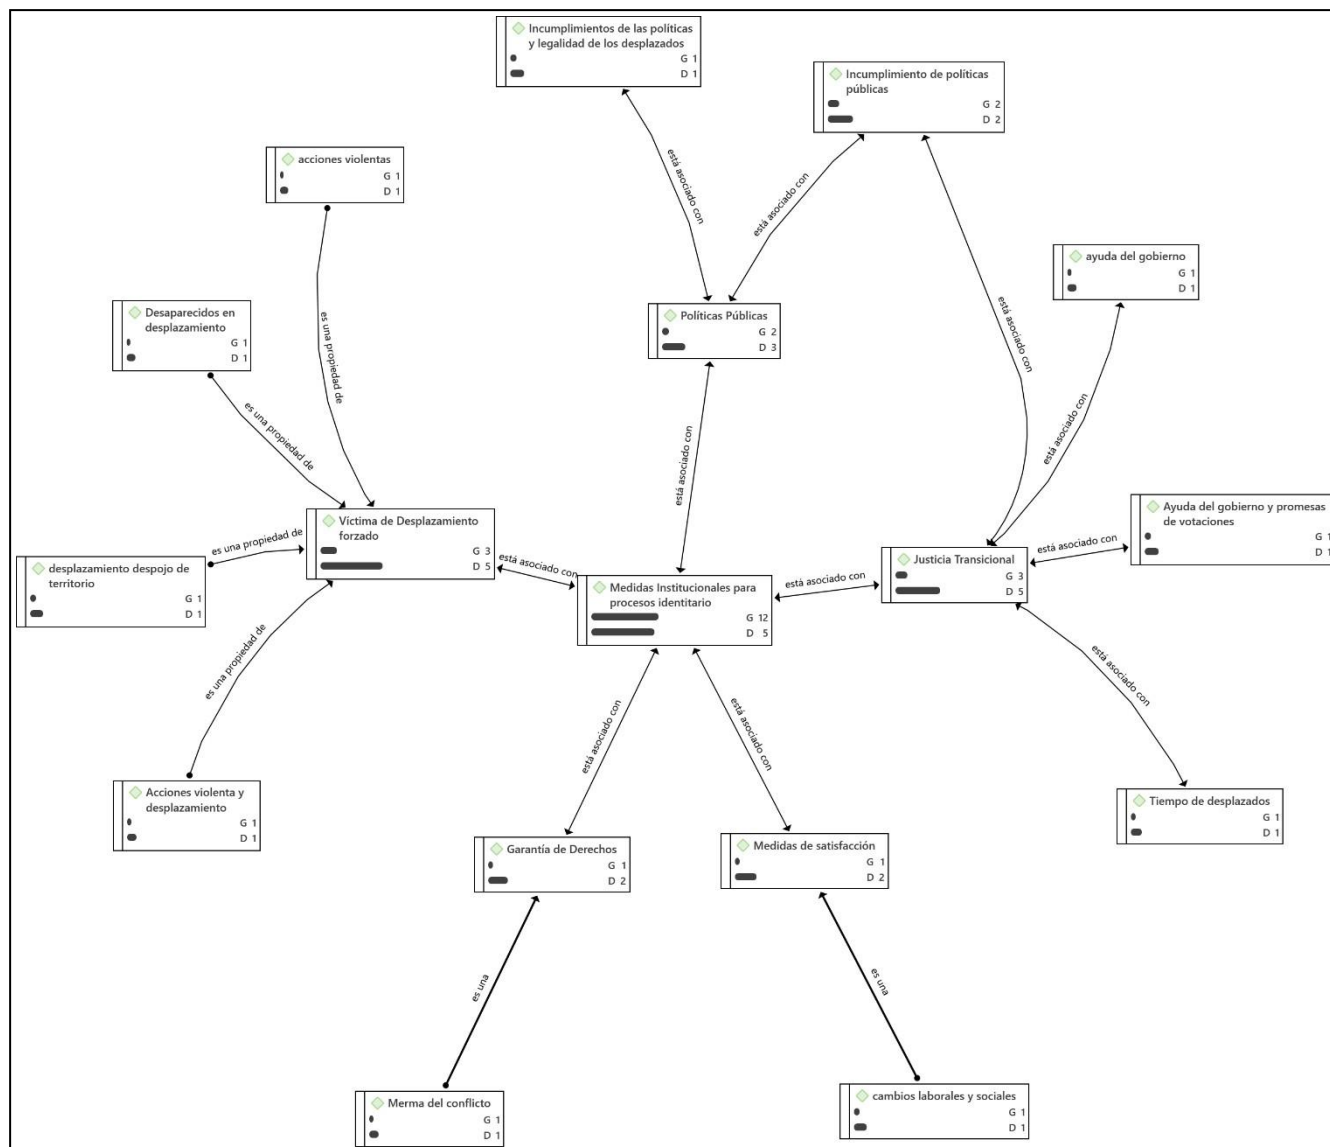 Incumplimientos de las políticas
y legalidad de los desplazados
G 1
D 1
Incumplimiento de políticas
públicas
G 2
D 2
acciones violentas
G 1
D 1
está asociado con
está asociado con
ayuda del gobierno
G 1
D 1
Desaparecidos en
desplazamiento
G 1
D 1
es una propiedad de
Políticas Públicas
G 2
D 3
está asociado con
está asociado con
es una propiedad de
está asociado con
Víctima de Desplazamiento
forzado
G 3
D 5
es una propiedad de
desplazamiento despojo de
territorio
G 1
D 1
está asociado con
Medidas Institucionales para
procesos identitario
G 12
D 5
está asociado con
Justicia Transicional
G 3
D 5
está asociado con
Ayuda del gobierno y promesas
de votaciones
G 1
D 1
es una propiedad de
está asociado con
está asociado con
está asociado con
Acciones violenta y
desplazamiento
G 1
D 1
Tiempo de desplazados
G 1
D 1
Garantía de Derechos
G 1
D 2
Medidas de satisfacción
G 1
D 2
es una
es una
Merma del conflicto
G 1
D 1
cambios laborales y sociales
G 1
D 1